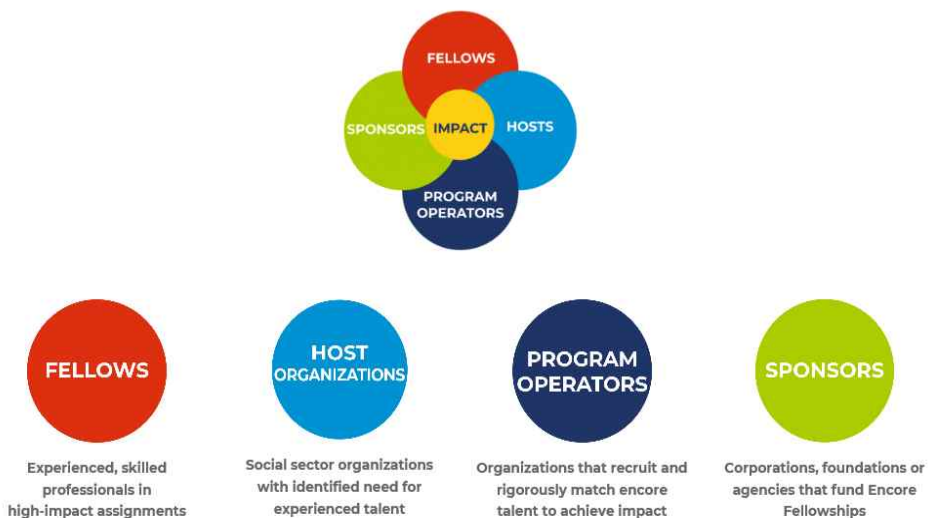 FELLOWS
SPONSORS
IMPACT
HOSTS
PROGRAM
OPERATORS
FELLOWS
Experienced, skilled
professionals in
high-impact assignments
HOST
ORGANIZATIONS
Social sector organizations
with identified need for
experienced talent
PROGRAM
OPERATORS
Organizations that recruit and
rigorously match encore
talent to achieve impact
SPONSORS
Corporations, foundations or
agencies that fund Encore
Fellowships